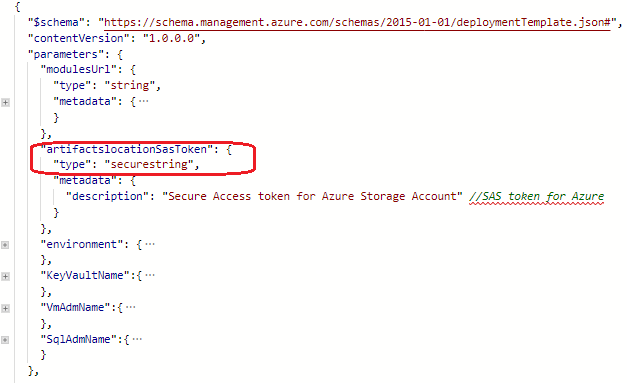 {
"$schema": "https://schema.management.azure.com/schemas/2015-01-01/deploymentTemplate.json#",
"contentVersion": "1.0.0.0",
"parameters": {
"modulesUrl": {
"type": "string",
"metadata": {...
}
},
"artifactslocationSasToken": {
"type": "securestring",
"metadata": {
"description": "Secure Access token for Azure Storage Account" //SAS token for Azure
}
},
"environment": {...
},
"KeyVaultName":{...
},
"VmAdmName":{...
},
"SqlAdmName":{...
}
},